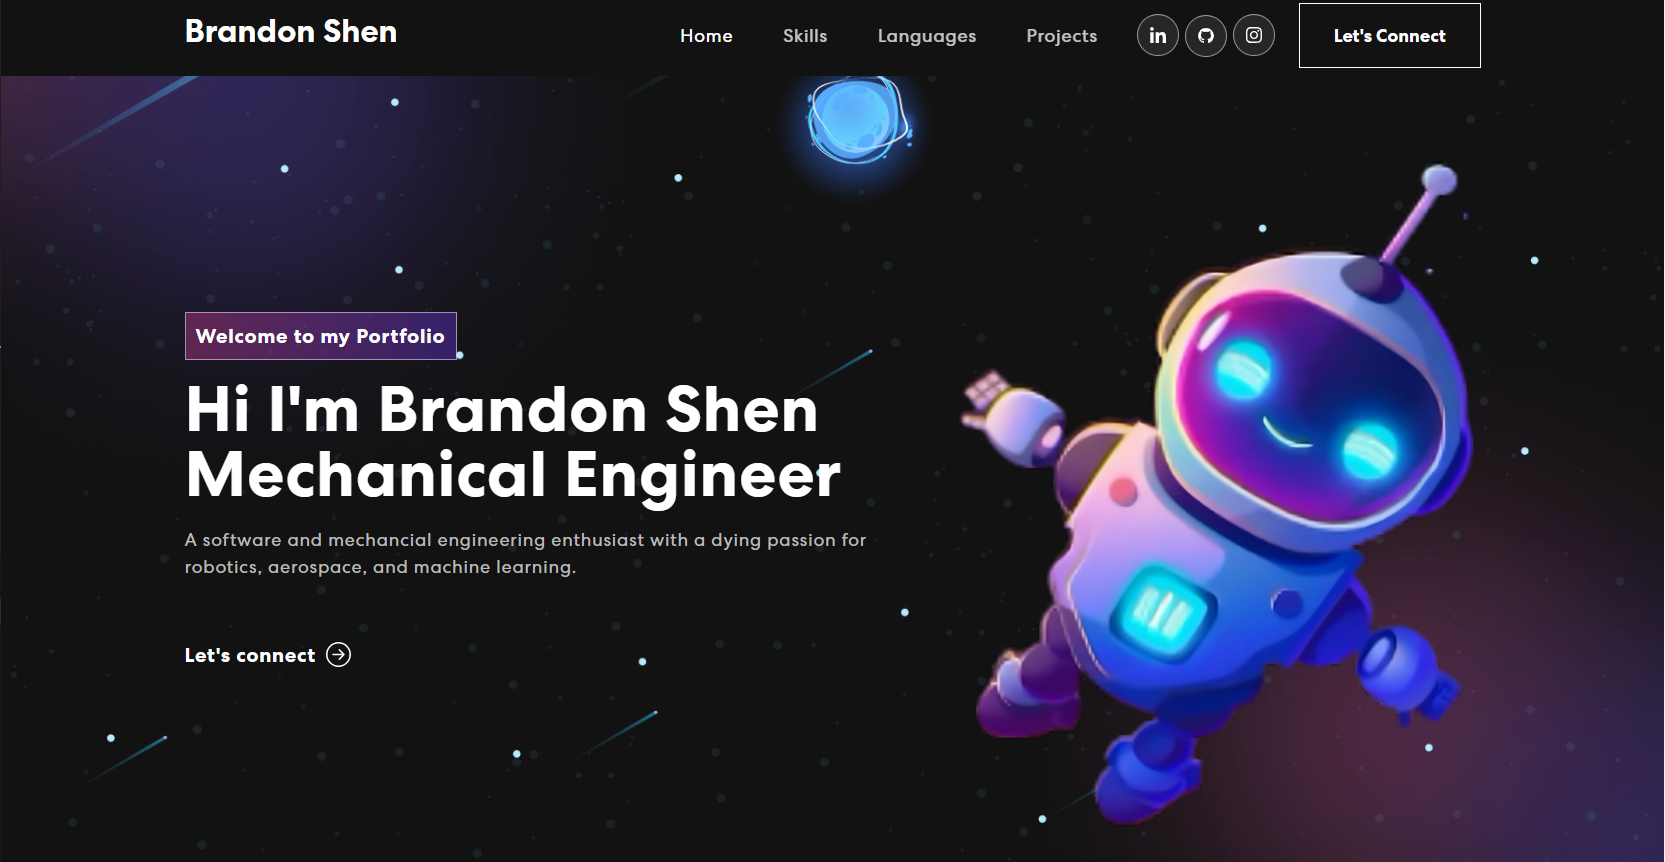 Brandon Shen
Home Skills Languages Projects Let's Connect
Welcome to my Portfolio
Hi I'm Brandon Shen
Mechanical Engineer
A software and mechancial engineering enthusiast with a dying passion for
robotics, aerospace, and machine learning.
Let's connect